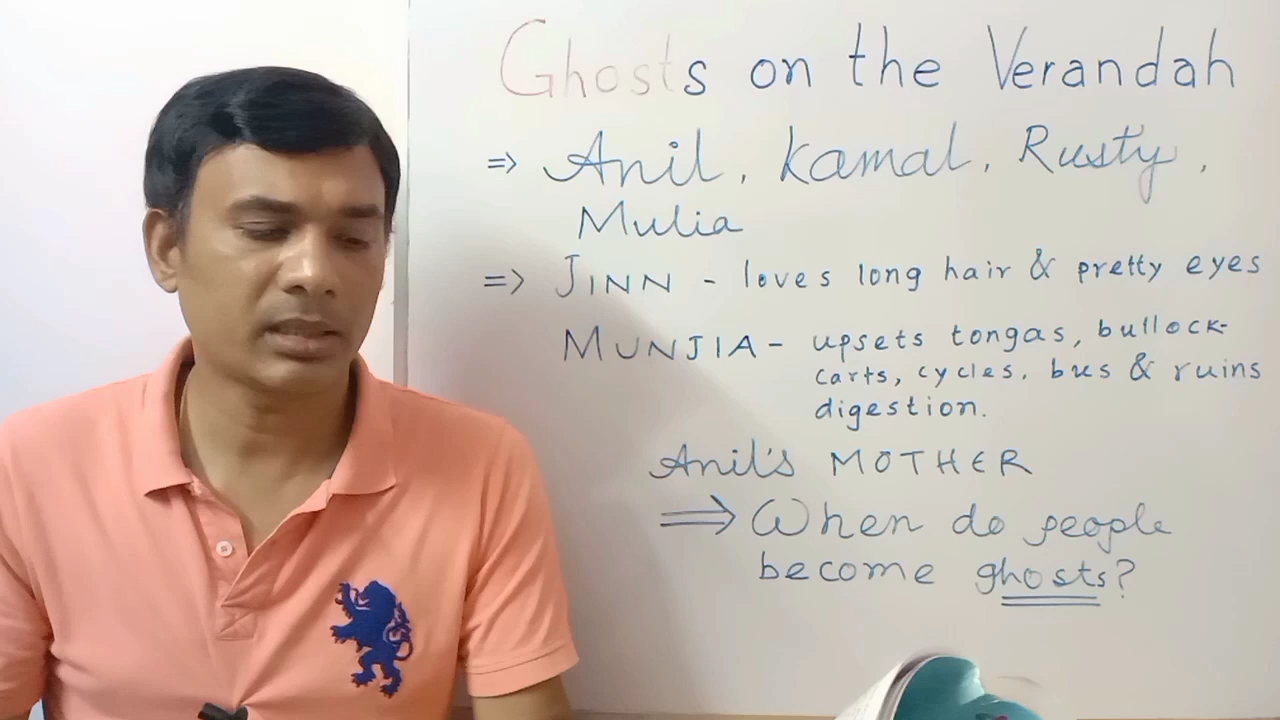 Ghosts on the Verandah
=> Anil, Kamal, Rusty,
Mulia
=> JINN - loves long hair & pretty eyes
MUNJIA - upsets tongas, bullock-
carts, cycles, bus & ruins
digestion.
Anil's MOTHER
=> When do people
become ghosts?